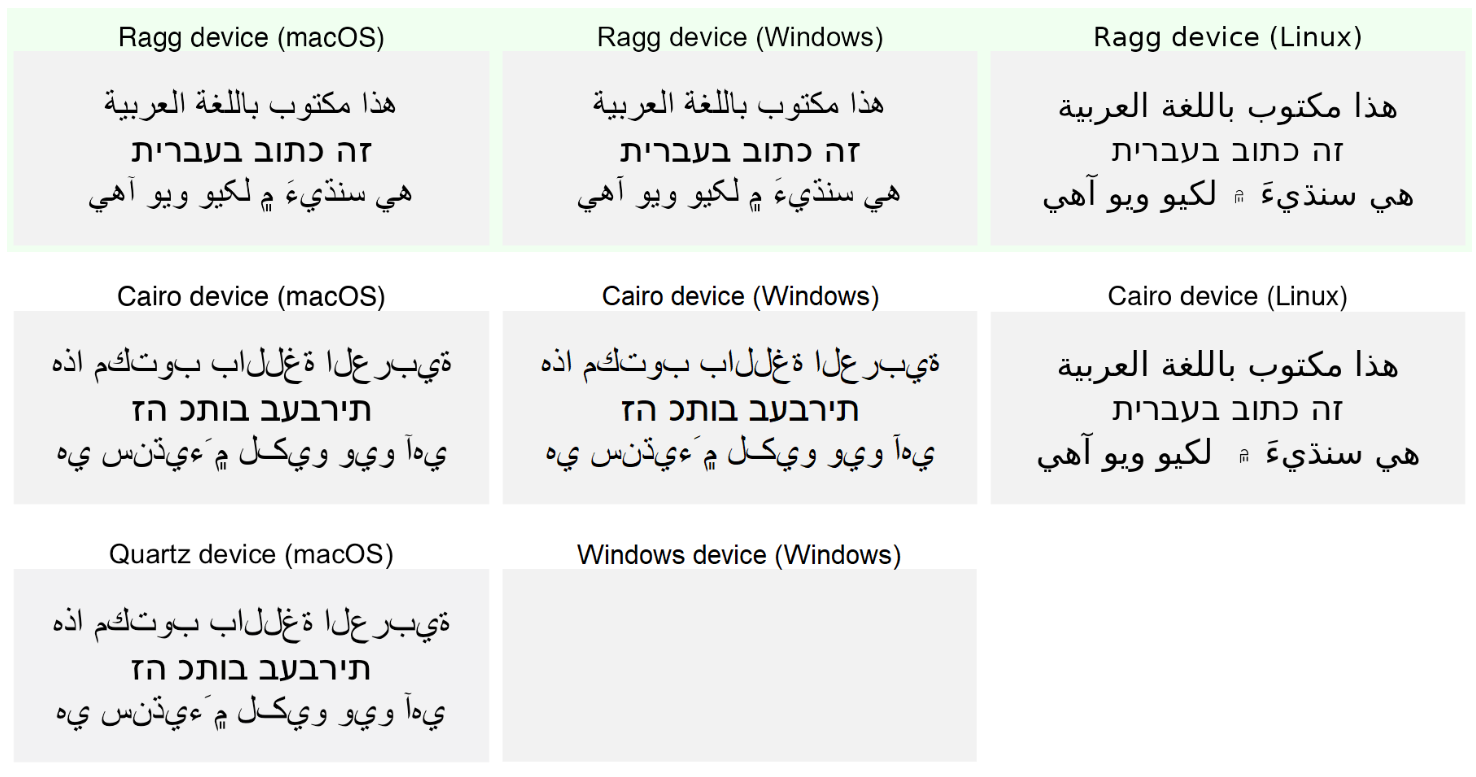 Ragg device (macOS)
هذا مكتوب باللغة العربية
זה כתוב בעברית
هي سنڌيءَ ۾ لکيو ويو آهي
Ragg device (Windows)
هذا مكتوب باللغة العربية
זה כתוב בעברית
هي سنڌيءَ ۾ لکيو ويو آهي
Ragg device (Linux)
هذا مكتوب باللغة العربية
זה כתוב בעברית
هي سنڌيءَ ۾ لکيو ويو آهي
Cairo device (macOS)
ةيبرعلا ةغللاب بوتكم اذه
תירבעב בותכ הז
يهآ ويو ويکل ۾ َءيڌنس يه
Cairo device (Windows)
ةيبرعلا ةغللاب بوتكم اذه
תירבעב בותכ הז
يهآ ويو ويکل ۾ َءيڌنس يه
Cairo device (Linux)
هذا مكتوب باللغة العربية
זה כתוב בעברית
هي سنڌيءَ ۾ لکيو ويو آهي
Quartz device (macOS)
ةيبرعلا ةغللاب بوتكم اذه
תירבעב בותכ הז
يهآ ويو ويکل ۾ َءيڌنس يه
Windows device (Windows)